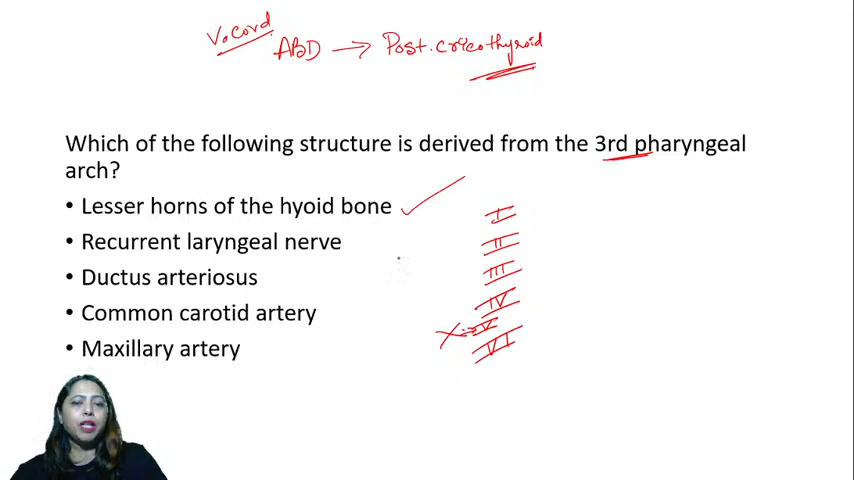 V. Cord
ABD → Post. cricothyroid
Which of the following structure is derived from the 3rd pharyngeal
arch?
• Lesser horns of the hyoid bone ✓
• Recurrent laryngeal nerve
• Ductus arteriosus
• Common carotid artery
• Maxillary artery
I
II
III
IV
X → V
VI